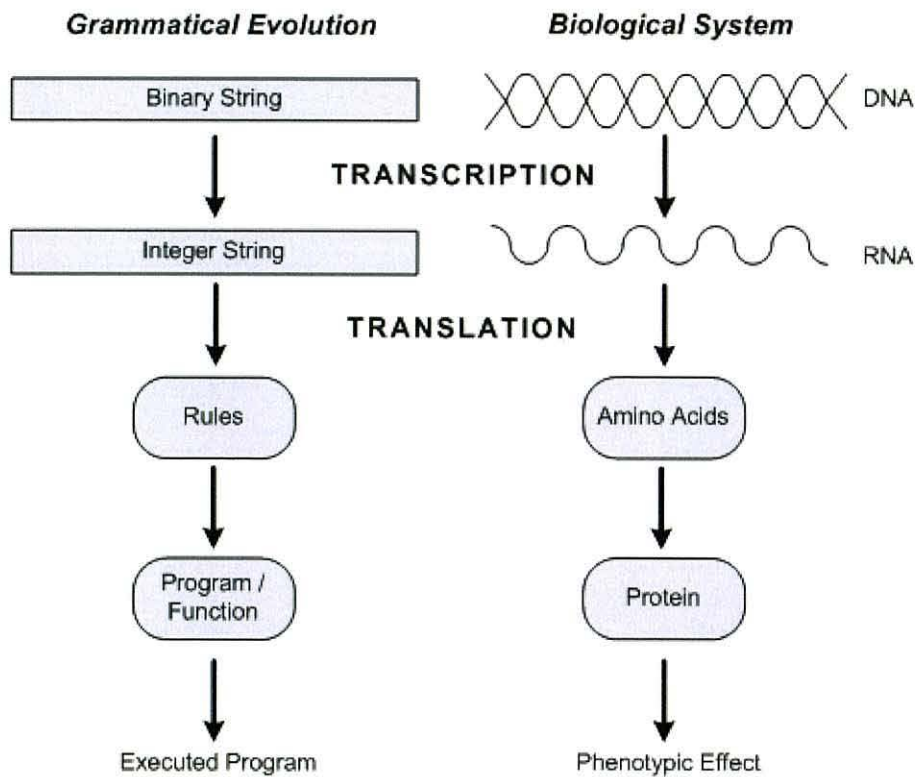 Grammatical Evolution
Biological System
Binary String
DNA
TRANSCRIPTION
Integer String
RNA
TRANSLATION
Rules
Amino Acids
Program /
Function
Protein
Executed Program
Phenotypic Effect